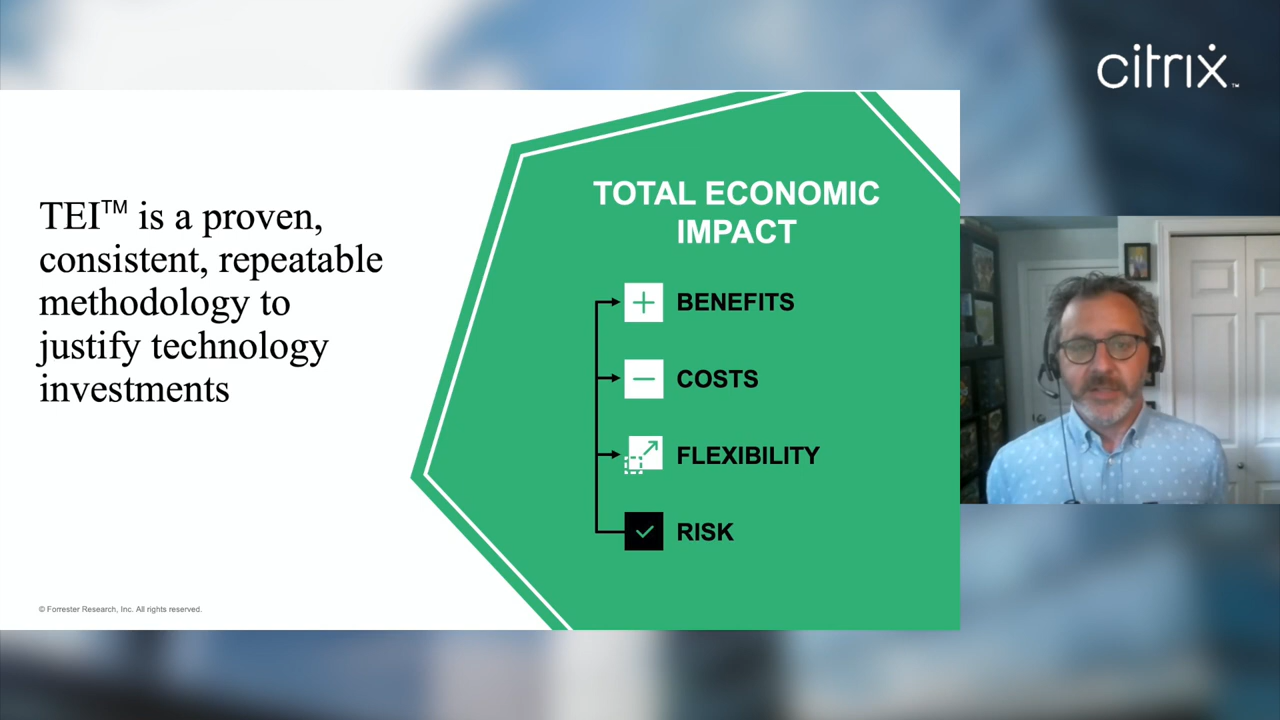 citrix™
TEI™ is a proven,
consistent, repeatable
methodology to
justify technology
investments
TOTAL ECONOMIC
IMPACT
BENEFITS
COSTS
FLEXIBILITY
RISK
© Forrester Research, Inc. All rights reserved.